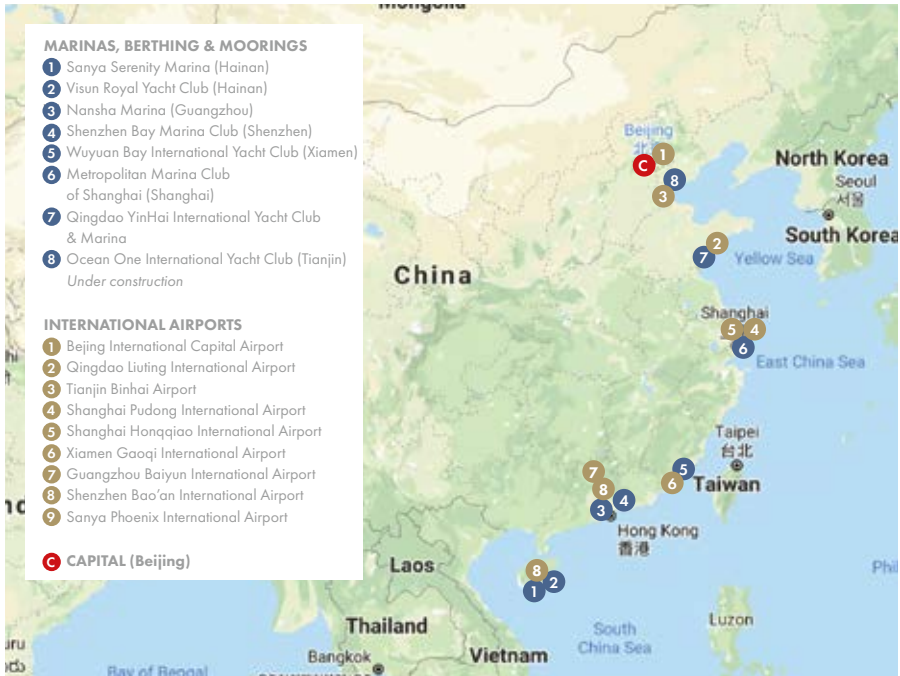 Mongolia
MARINAS, BERTHING & MOORINGS
1 Sanya Serenity Marina (Hainan)
2 Visun Royal Yacht Club (Hainan)
3 Nansha Marina (Guangzhou)
4 Shenzhen Bay Marina Club (Shenzhen)
5 Wuyuan Bay International Yacht Club (Xiamen)
6 Metropolitan Marina Club
of Shanghai (Shanghai)
7 Qingdao YinHai International Yacht Club
& Marina
8 Ocean One International Yacht Club (Tianjin)
Under construction
INTERNATIONAL AIRPORTS
1 Bejing International Capital Airport
2 Qingdao Liuting International Airport
3 Tianjin Binhai Airport
4 Shanghai Pudong International Airport
5 Shanghai Honqqiao International Airport
6 Xiamen Gaoqi International Airport
7 Guangzhou Baiyun International Airport
8 Shenzhen Bao'an International Airport
9 Sanya Phoenix International Airport
C CAPITAL (Beijing)
Beijing
北
1
C
8
3
North Korea
Seoul
서울
South Korea
2
7
Yellow Sea
China
Shanghai
5 4
6
East China Sea
Taipei
台北
Taiwan
5
6
7
8
4
3
Hong Kong
香港
8
2
1
Laos
Thailand
Bangkok
Vietnam
South
China Sea
Luzon
Phil
Bay of Bengal